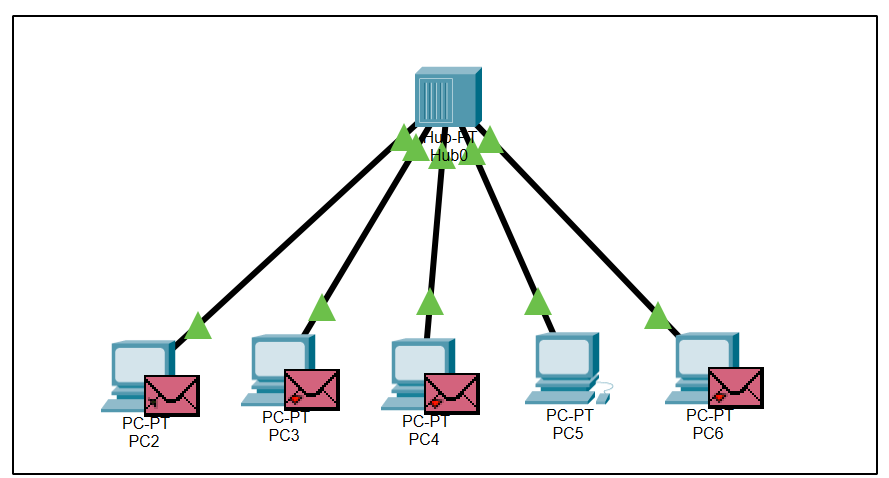 Hub-PT
Hub0
PC-PT
PC2
PC-PT
PC3
PC-PT
PC4
PC-PT
PC5
PC-PT
PC6